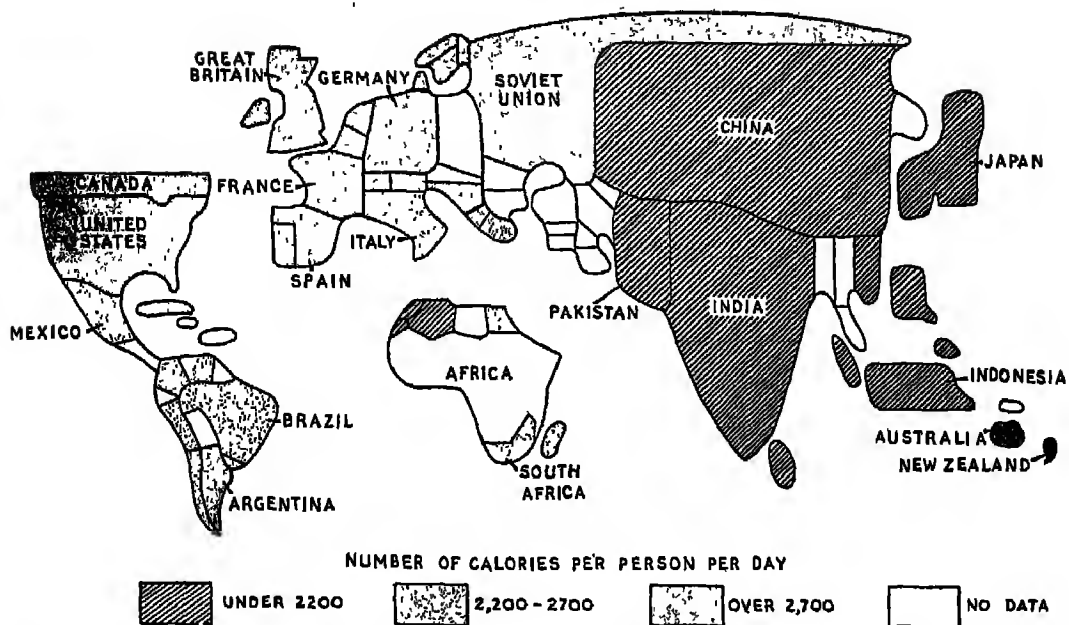 GREAT
BRITAIN
GERMANY
SOVIET
UNION
CHINA
JAPAN
CANADA
FRANCE
UNITED
STATES
ITALY
SPAIN
PAKISTAN
INDIA
MEXICO
AFRICA
INDONESIA
BRAZIL
AUSTRALIA
NEW ZEALAND
SOUTH
AFRICA
ARGENTINA
NUMBER OF CALORIES PER PERSON PER DAY
UNDER 2200
2,200-2700
OVER 2,700
NO DATA